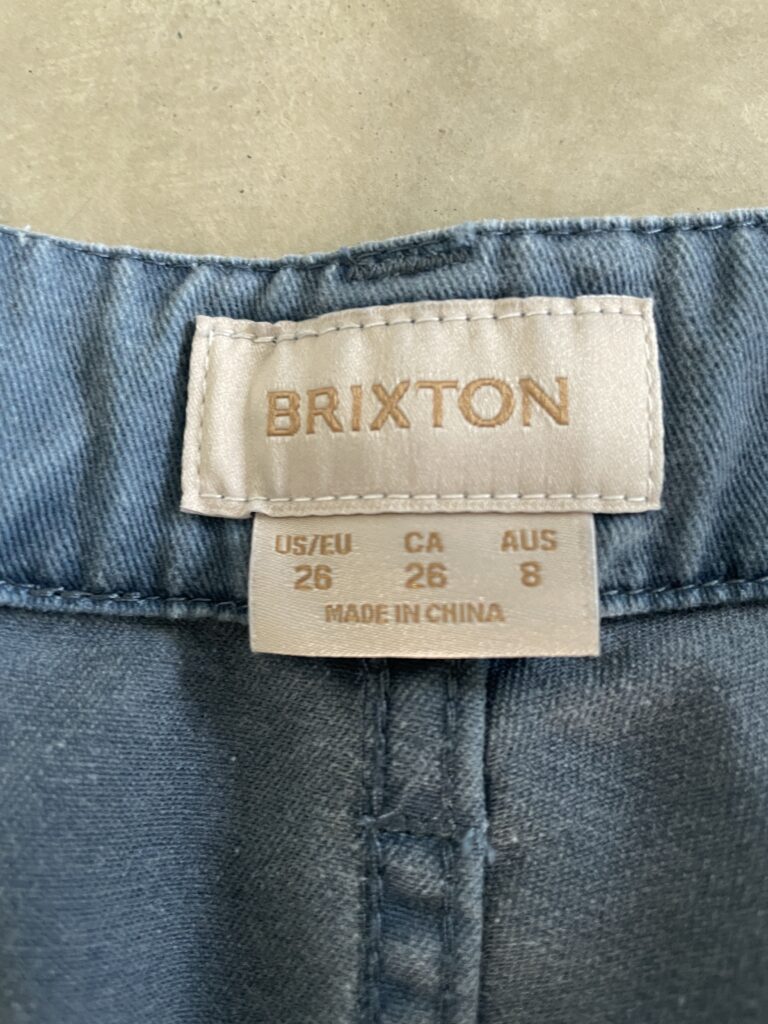 BRIXTON
US/EU CA AUS
26 26 8
MADE IN CHINA